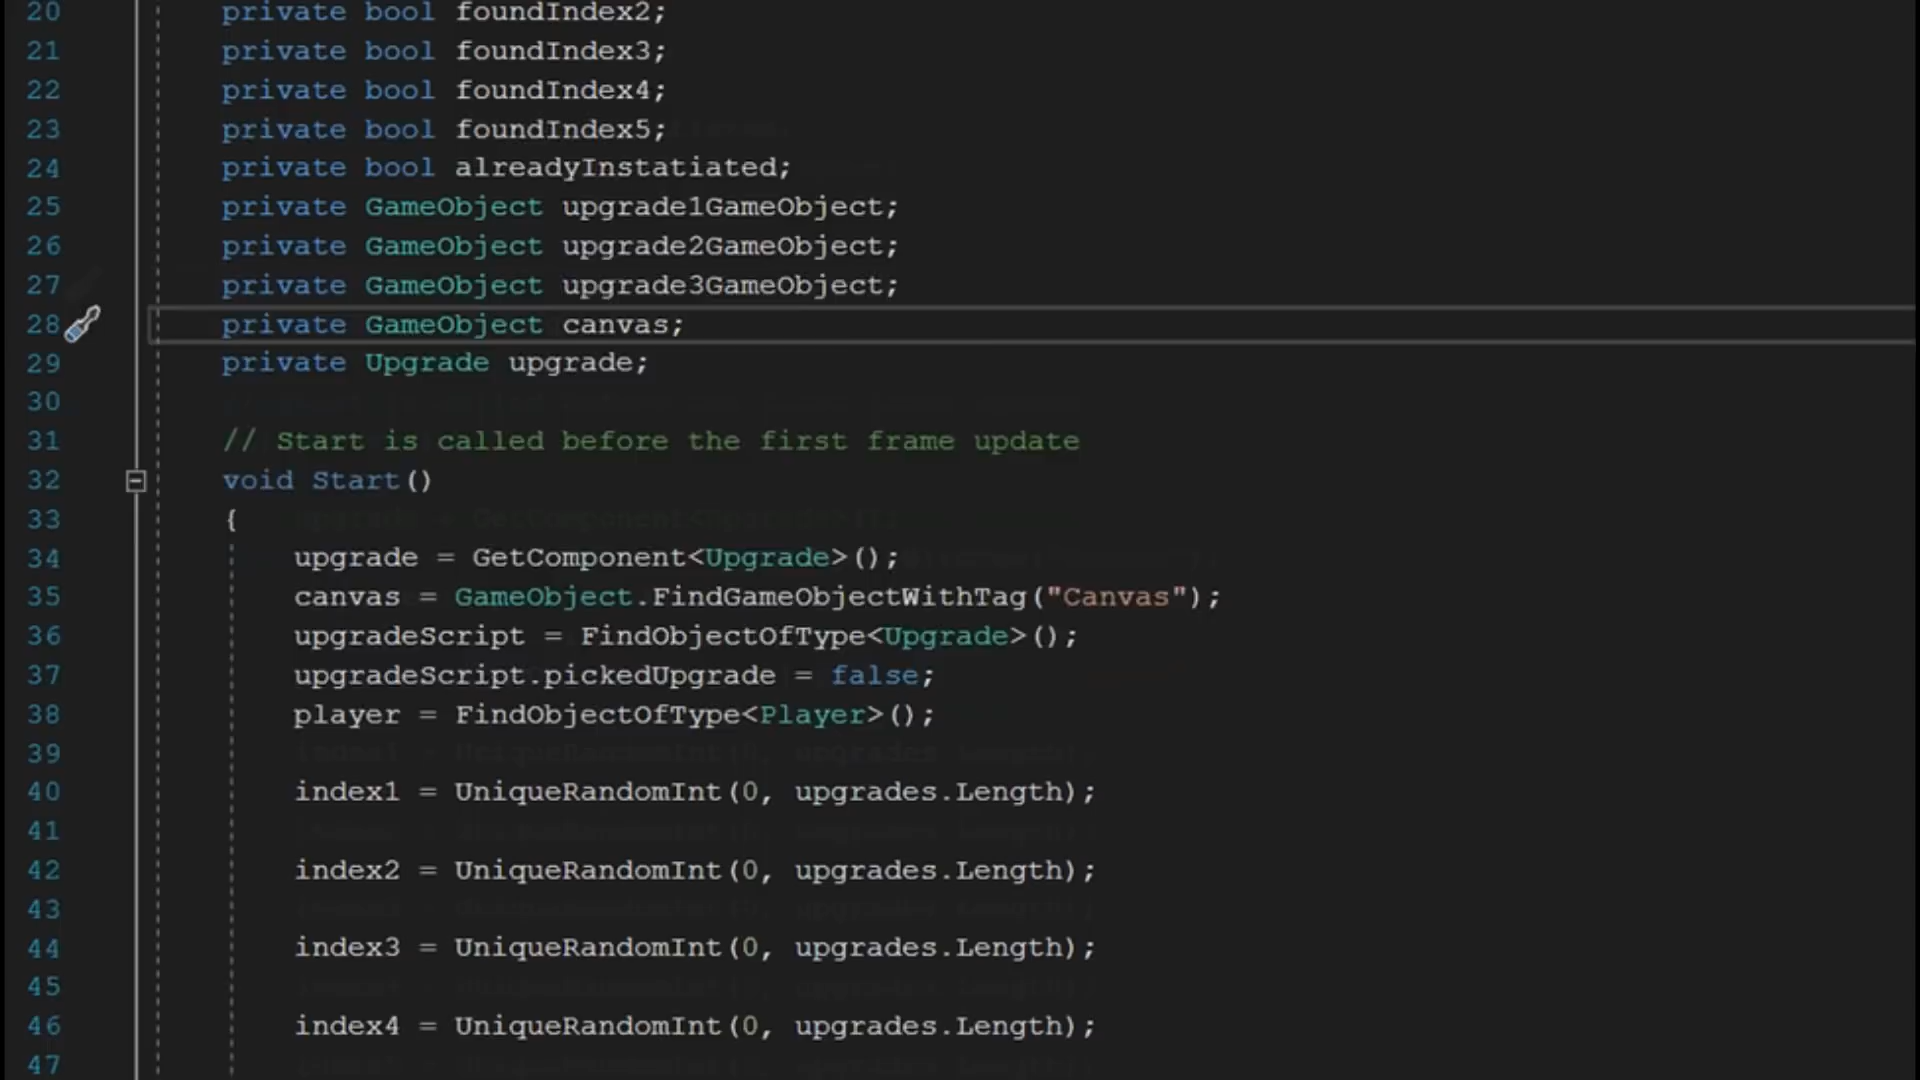 20 private bool foundIndex2;
21 private bool foundIndex3;
22 private bool foundIndex4;
23 private bool foundIndex5;
24 private bool alreadyInstatiated;
25 private GameObject upgrade1GameObject;
26 private GameObject upgrade2GameObject;
27 private GameObject upgrade3GameObject;
28 private GameObject canvas;
29 private Upgrade upgrade;
30
31 // Start is called before the first frame update
32 void Start()
33 {
34 upgrade = GetComponent<Upgrade>();
35 canvas = GameObject.FindGameObjectWithTag("Canvas");
36 upgradeScript = FindObjectOfType<Upgrade>();
37 upgradeScript.pickedUpgrade = false;
38 player = FindObjectOfType<Player>();
39
40 index1 = UniqueRandomInt(0, upgrades.Length);
41
42 index2 = UniqueRandomInt(0, upgrades.Length);
43
44 index3 = UniqueRandomInt(0, upgrades.Length);
45
46 index4 = UniqueRandomInt(0, upgrades.Length);
47